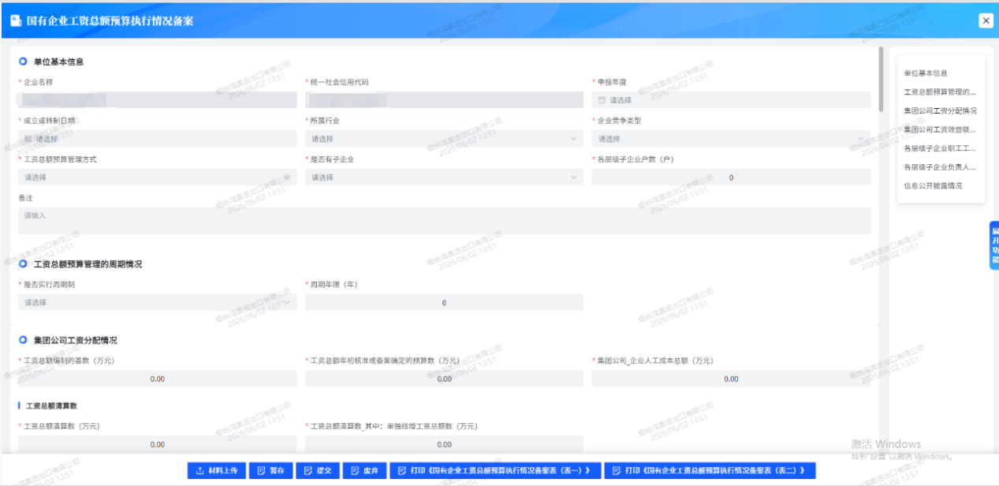 国有企业工资总额预算执行情况备案
单位基本信息
* 企业名称
* 统一社会信用代码
* 申报年度
请选择
* 成立或转制日期
* 所属行业
* 企业竞争类型
请选择
请选择
请选择
* 工资总额预算管理方式
* 是否有子企业
* 各层级子企业户数（户）
请选择
请选择
0
备注
请输入
工资总额预算管理的周期情况
* 是否实行周期制
* 周期年限（年）
请选择
0
集团公司工资分配情况
* 工资总额编制的基数（万元）
* 工资总额年初核准或备案确定的预算数（万元）
* 集团公司_企业人工成本总额（万元）
0.00
0.00
0.00
工资总额清算数
* 工资总额清算数（万元）
* 工资总额清算数_其中：单独核增工资总额数（万元）
0.00
0.00
单位基本信息
工资总额预算管理的...
集团公司工资分配情况
集团公司工资效益联...
各层级子企业职工工...
各层级子企业负责人...
信息公开披露情况
展开功能
激活 Windows
转到"设置"以激活 Windows。
材料上传
暂存
提交
废弃
打印《国有企业工资总额预算执行情况备案表（表一）》
打印《国有企业工资总额预算执行情况备案表（表二）》
2026/06/02 13:51